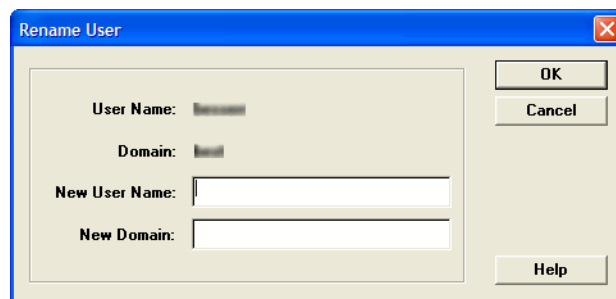 Rename User
OK
User Name:
Cancel
Domain:
New User Name:
New Domain:
Help